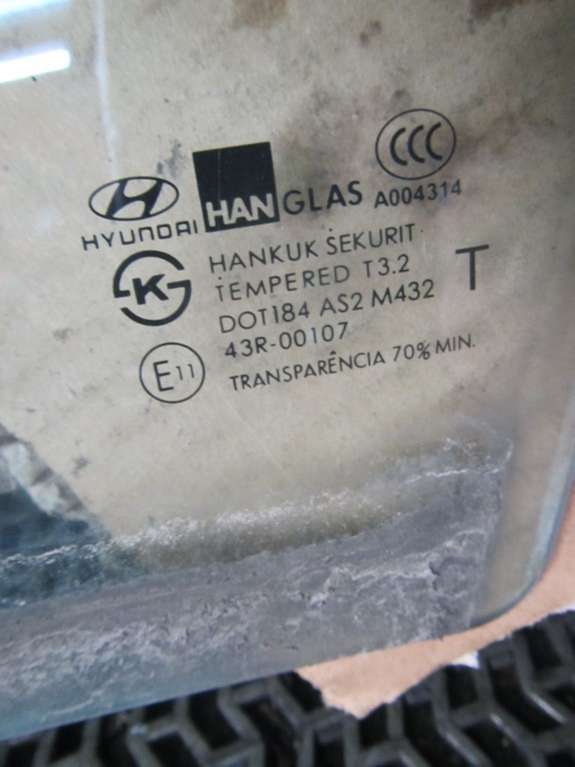 CCC
HYUNDAI
HANGLAS A004314
K
HANKUK SEKURIT
TEMPERED T3.2
T
DOT184 AS2 M432
43R-00107
E11
TRANSPARÊNCIA 70% MIN.